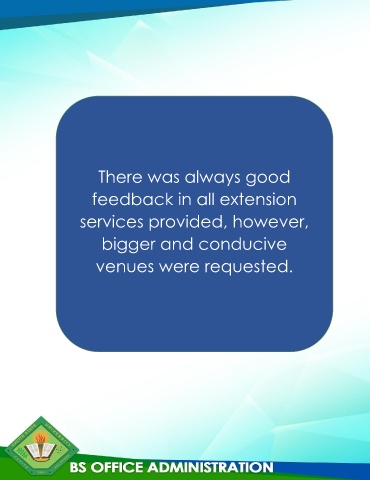 There was always good
feedback in all extension
services provided, however,
bigger and conducive
venues were requested.
BS OFFICE ADMINISTRATION